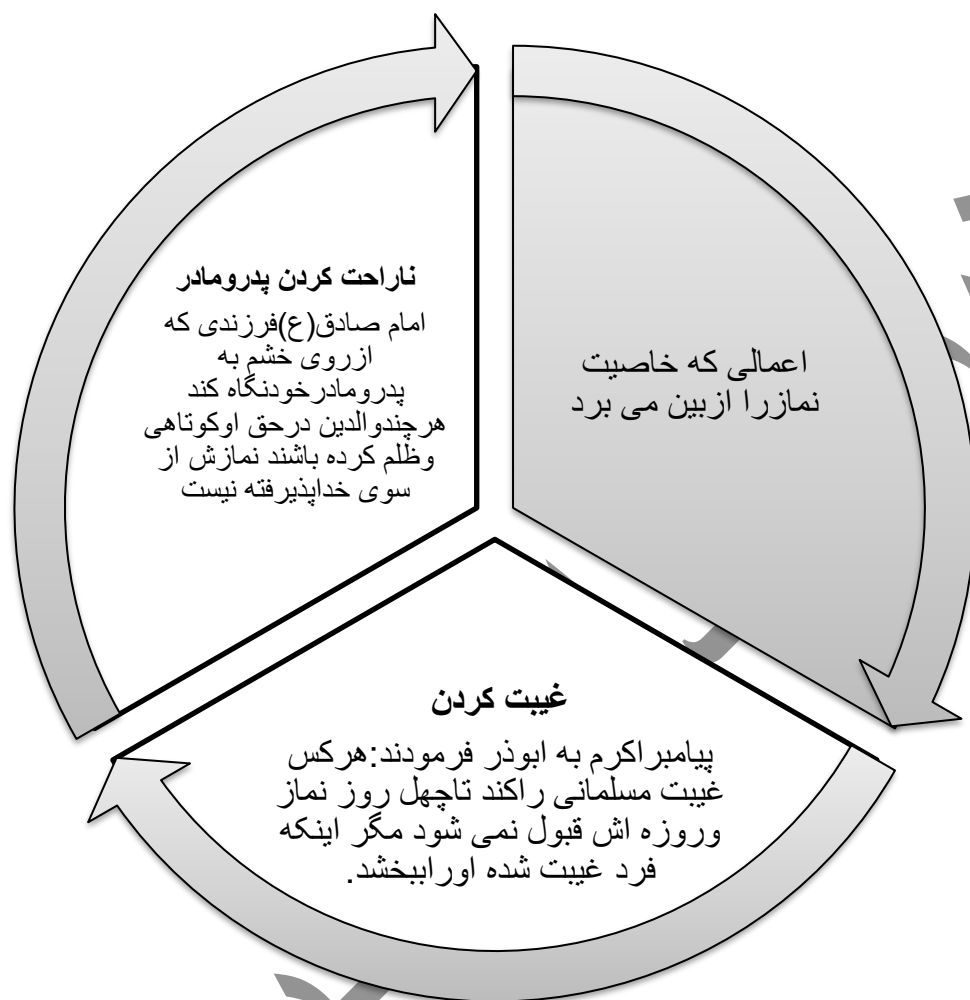 اعمالی که خاصیت
نمازرا ازبین می برد
غیبت کردن
پیامبراکرم به ابوذر فرمودند:هرکس
غیبت مسلمانی راکند تاچهل روز نماز
وروزه اش قبول نمی شود مگر اینکه
فرد غیبت شده اوراببخشد.
ناراحت کردن پدرومادر
امام صادق(ع)فرزندی که
ازروی خشم به
پدرومادرخودنگاه کند
هرچندوالدین درحق اوکوتاهی
وظلم کرده باشند نمازش از
سوی خداپذیرفته نیست